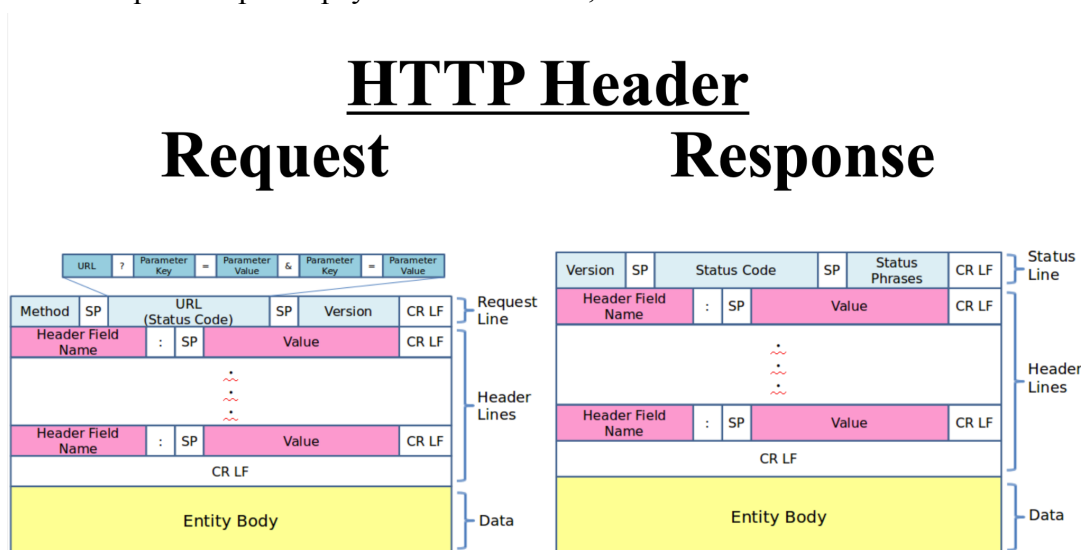 HTTP Header
Request Response
URL ? Parameter Key = Parameter Value & Parameter Key = Parameter Value
Method SP URL (Status Code) SP Version CR LF Request Line
Header Field Name : SP Value CR LF
:
Header Field Name : SP Value CR LF
Header Lines
CR LF
Entity Body Data
Version SP Status Code SP Status Phrases CR LF Status Line
Header Field Name : SP Value CR LF
:
Header Field Name : SP Value CR LF
Header Lines
CR LF
Entity Body Data